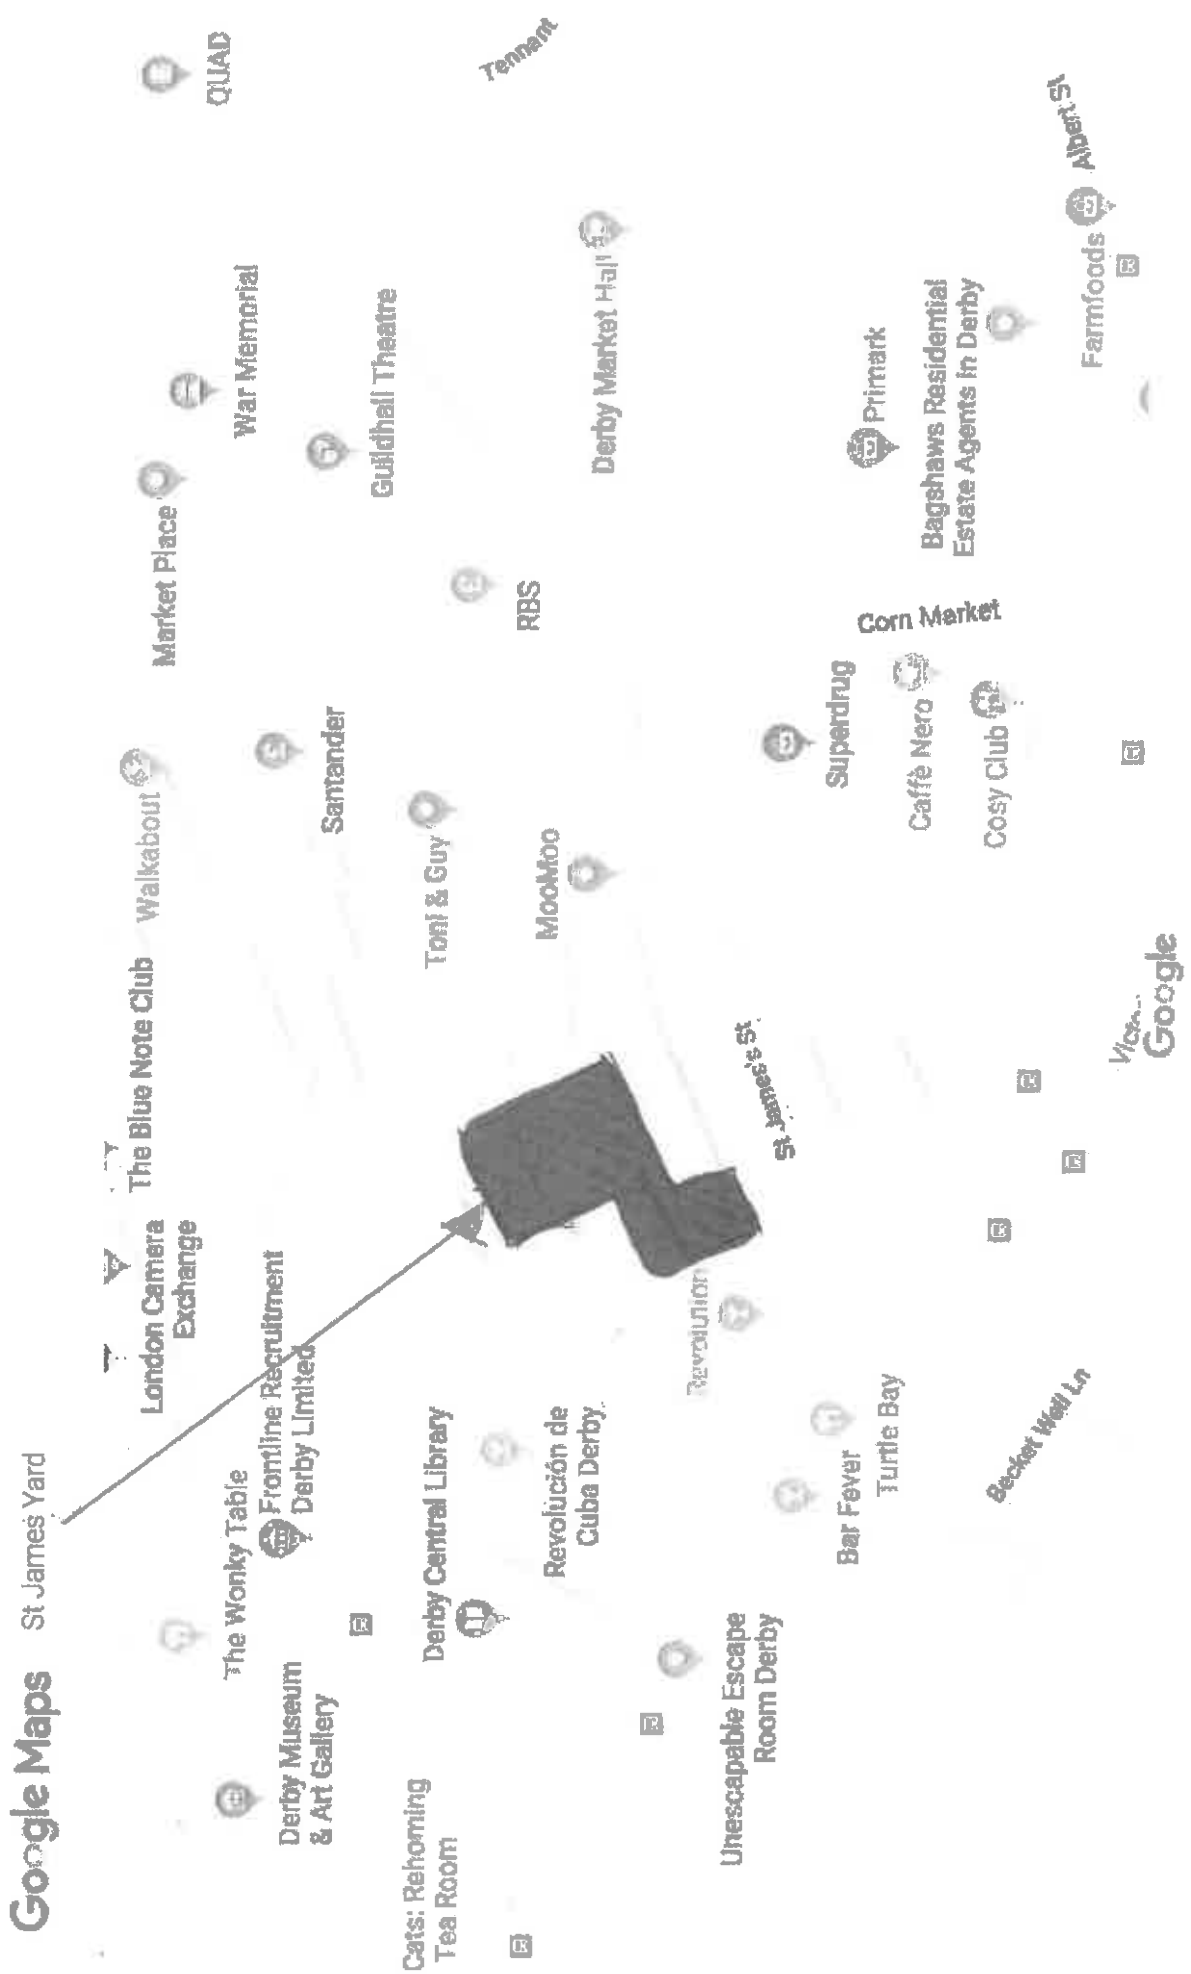 Google Maps St James Yard
QUAD
Tennant
Albert St
War Memorial
Market Place
Guildhall Theatre
Derby Market Hall
Farmfoods
Primark
Bagshaws Residential
Estate Agents in Derby
RBS
Corn Market
Walkabout
Santander
Superdrug
Caffè Nero
Cosy Club
Toni & Guy
MooMoo
The Blue Note Club
Google
St James's St
London Camera
Exchange
Frontline Recruitment
Derby Limited
Revolution
The Wonky Table
Derby Central Library
Revolución de
Cuba Derby
Turtle Bay
Bar Fever
Becket Well Ln
Derby Museum
& Art Gallery
Unescapable Escape
Room Derby
Cats: Rehoming
Tea Room